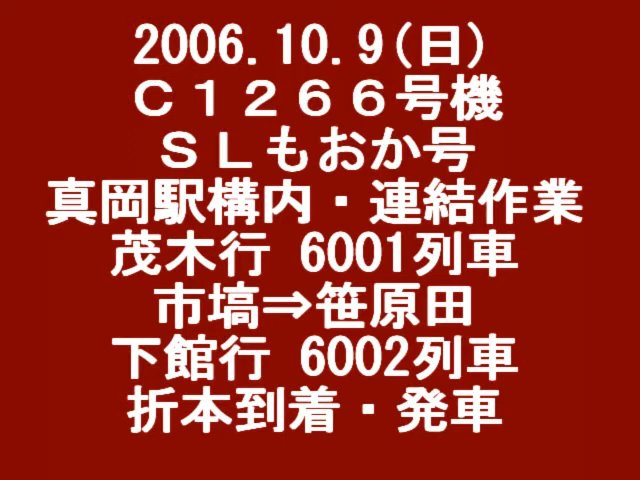 2006.10.9(日)
Ｃ１２６６号機
ＳＬもおか号
真岡駅構内・連結作業
茂木行 6001列車
市塙⇒笹原田
下館行 6002列車
折本到着・発車